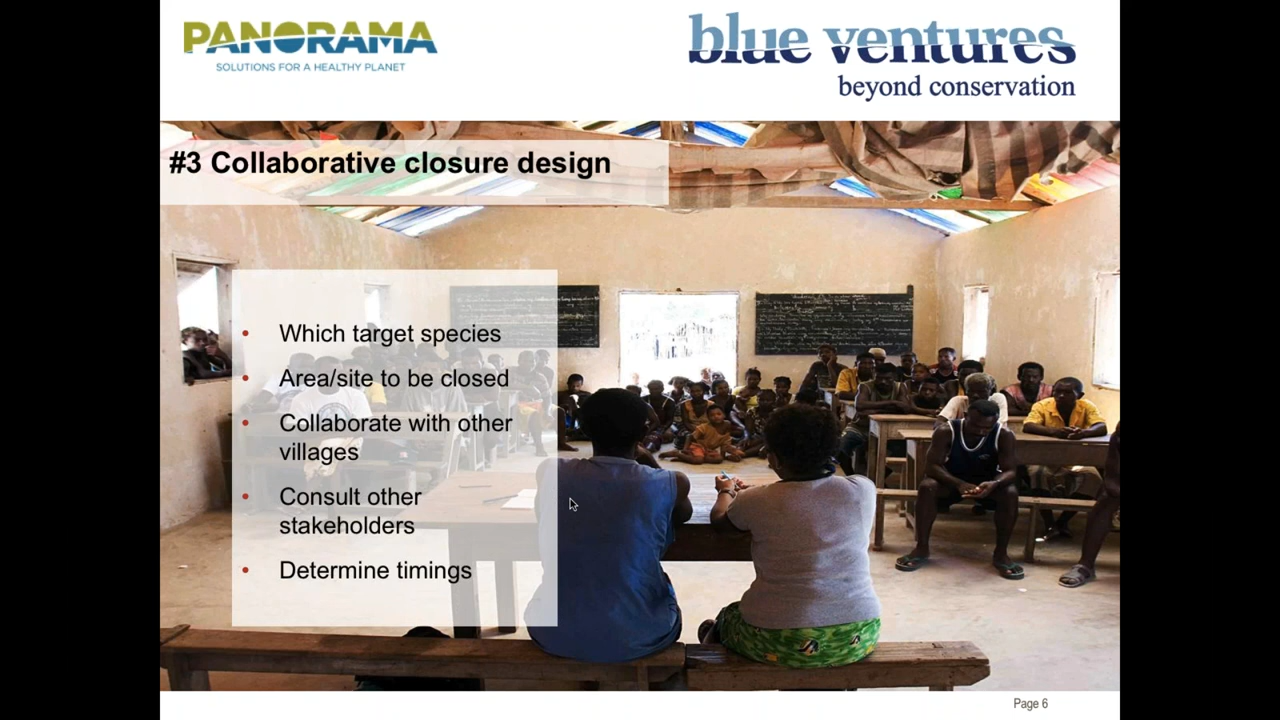 PANORAMA
SOLUTIONS FOR A HEALTHY PLANET
blue ventures
beyond conservation
#3 Collaborative closure design
• Which target species
• Area/site to be closed
• Collaborate with other
villages
• Consult other
stakeholders
• Determine timings
Page 6